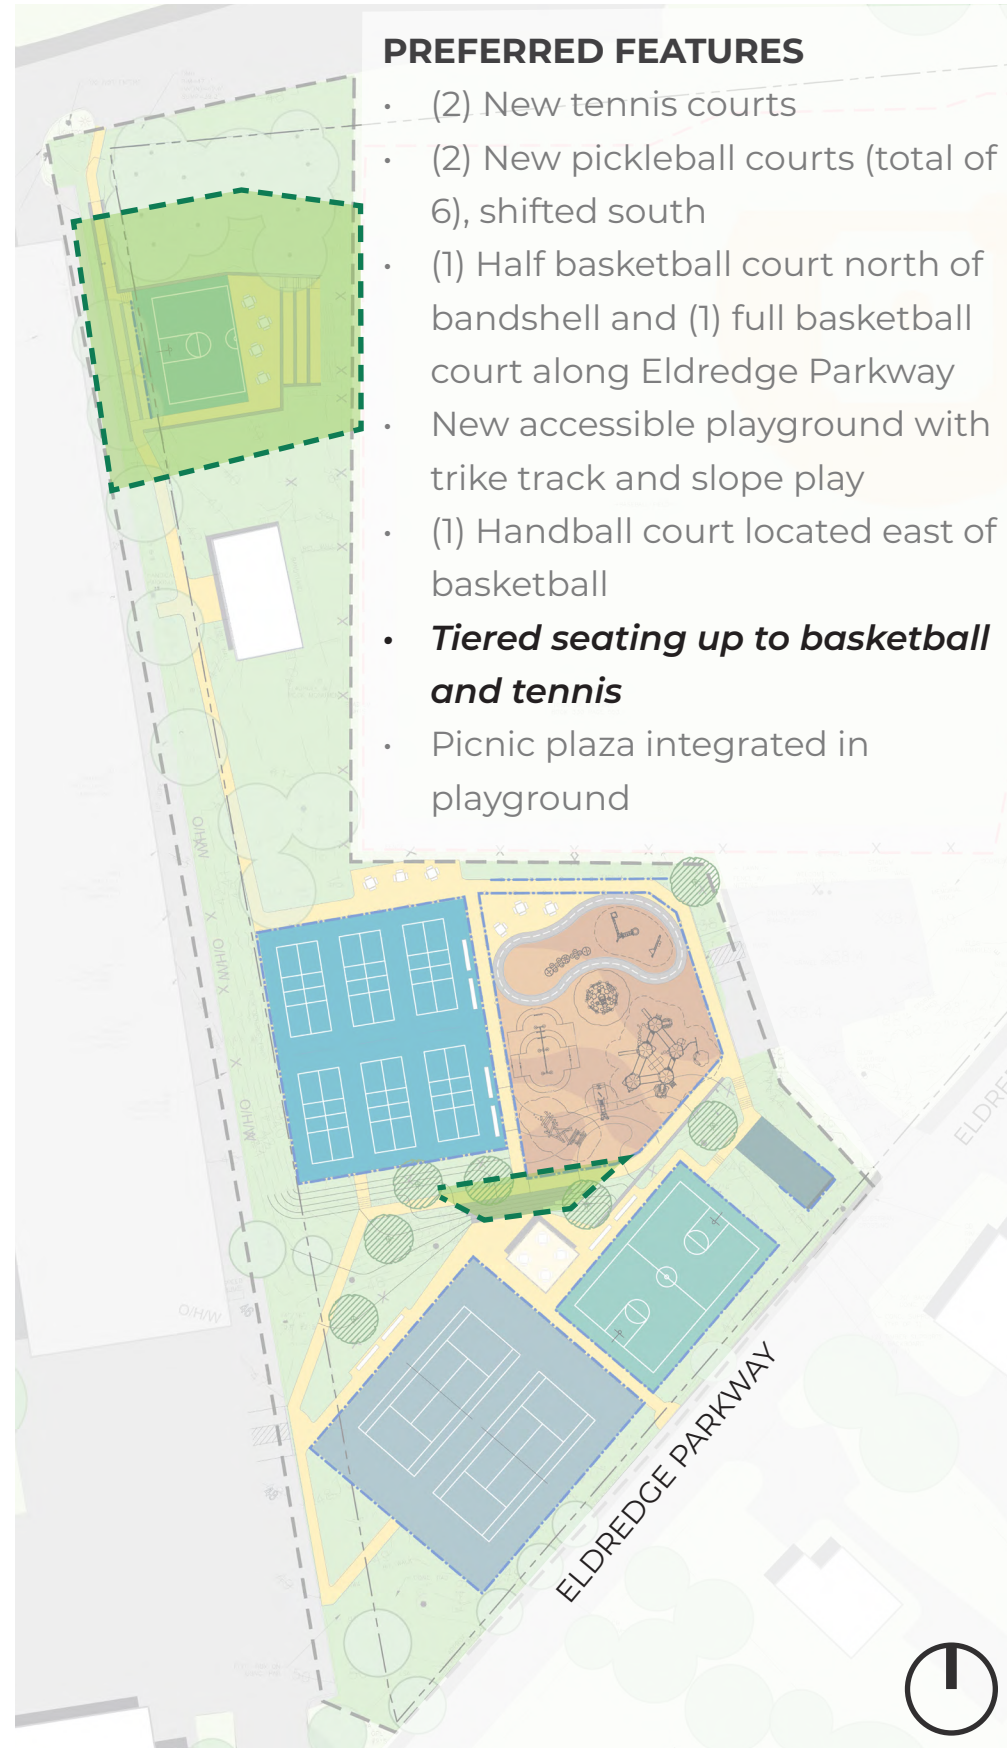 PREFERRED FEATURES
• (2) New tennis courts
• (2) New pickleball courts (total of
6), shifted south
• (1) Half basketball court north of
bandshell and (1) full basketball
court along Eldredge Parkway
• New accessible playground with
trike track and slope play
• (1) Handball court located east of
basketball
• Tiered seating up to basketball
and tennis
• Picnic plaza integrated in
playground
O/H/W
O/H/W
O/H/W
O/H/W
ELDRE
ELDREDGE PARKWAY